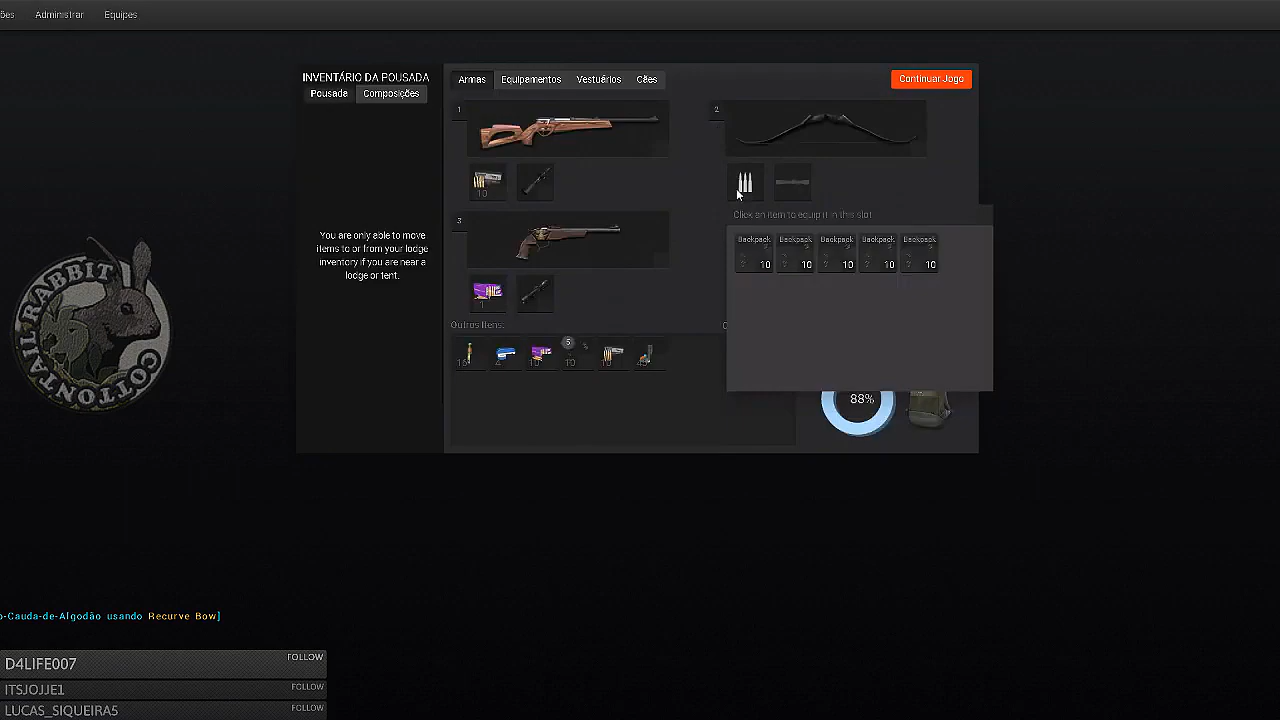 ões Administrar Equipes
INVENTÁRIO DA POUSADA
Pousada Composições
Armas Equipamentos Vestuários Cães
Continuar Jogo
1
2
10
Click an item to equip it in this slot
Backpack Backpack Backpack Backpack Backpack
10 10 10 10 10
3
You are only able to move
items to or from your lodge
inventory if you are near a
lodge or tent.
1
Outros Itens:
5
88%
COTTONTAIL RABBIT
o-Cauda-de-Algodão usando Recurve Bow]
D4LIFE007 FOLLOW
ITSJOJJE1 FOLLOW
LUCAS_SIQUEIRA5 FOLLOW